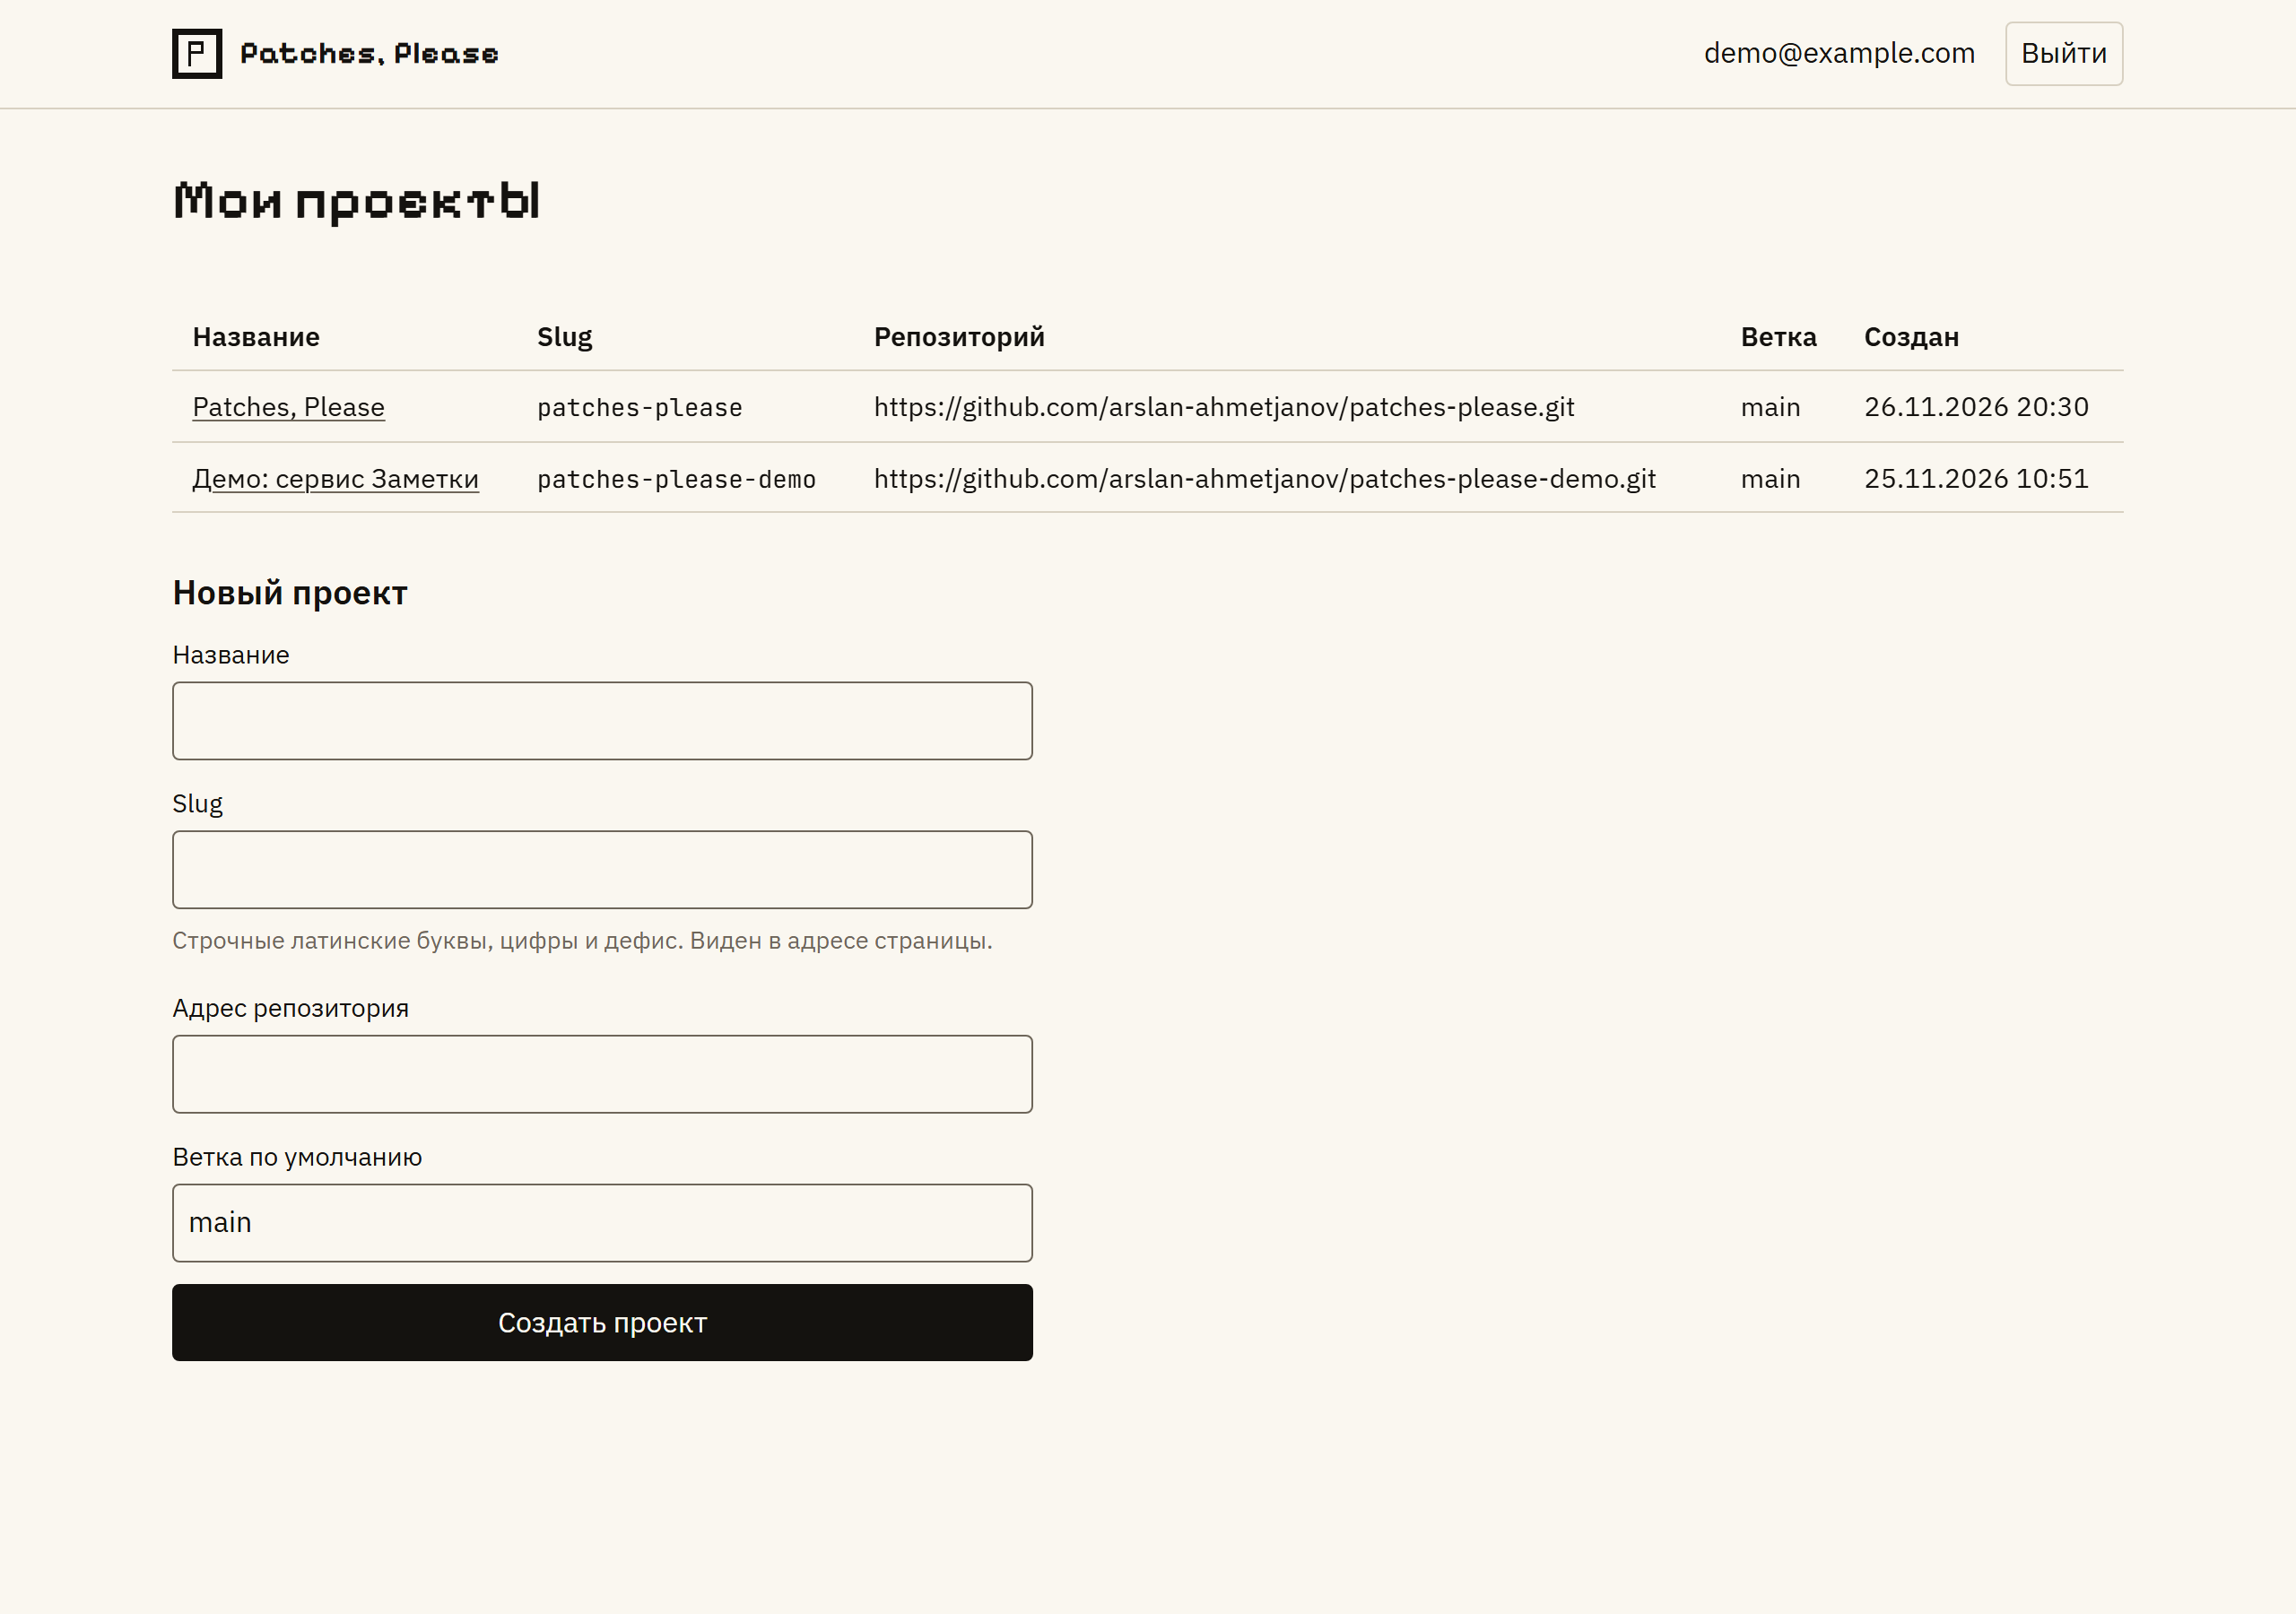 P Patches, Please demo@example.com Выйти
Мои проекты
Название Slug Репозиторий Ветка Создан
Patches, Please patches-please https://github.com/arslan-ahmetjanov/patches-please.git main 26.11.2026 20:30
Демо: сервис Заметки patches-please-demo https://github.com/arslan-ahmetjanov/patches-please-demo.git main 25.11.2026 10:51
Новый проект
Название
Slug
Строчные латинские буквы, цифры и дефис. Виден в адресе страницы.
Адрес репозитория
Ветка по умолчанию
main
Создать проект